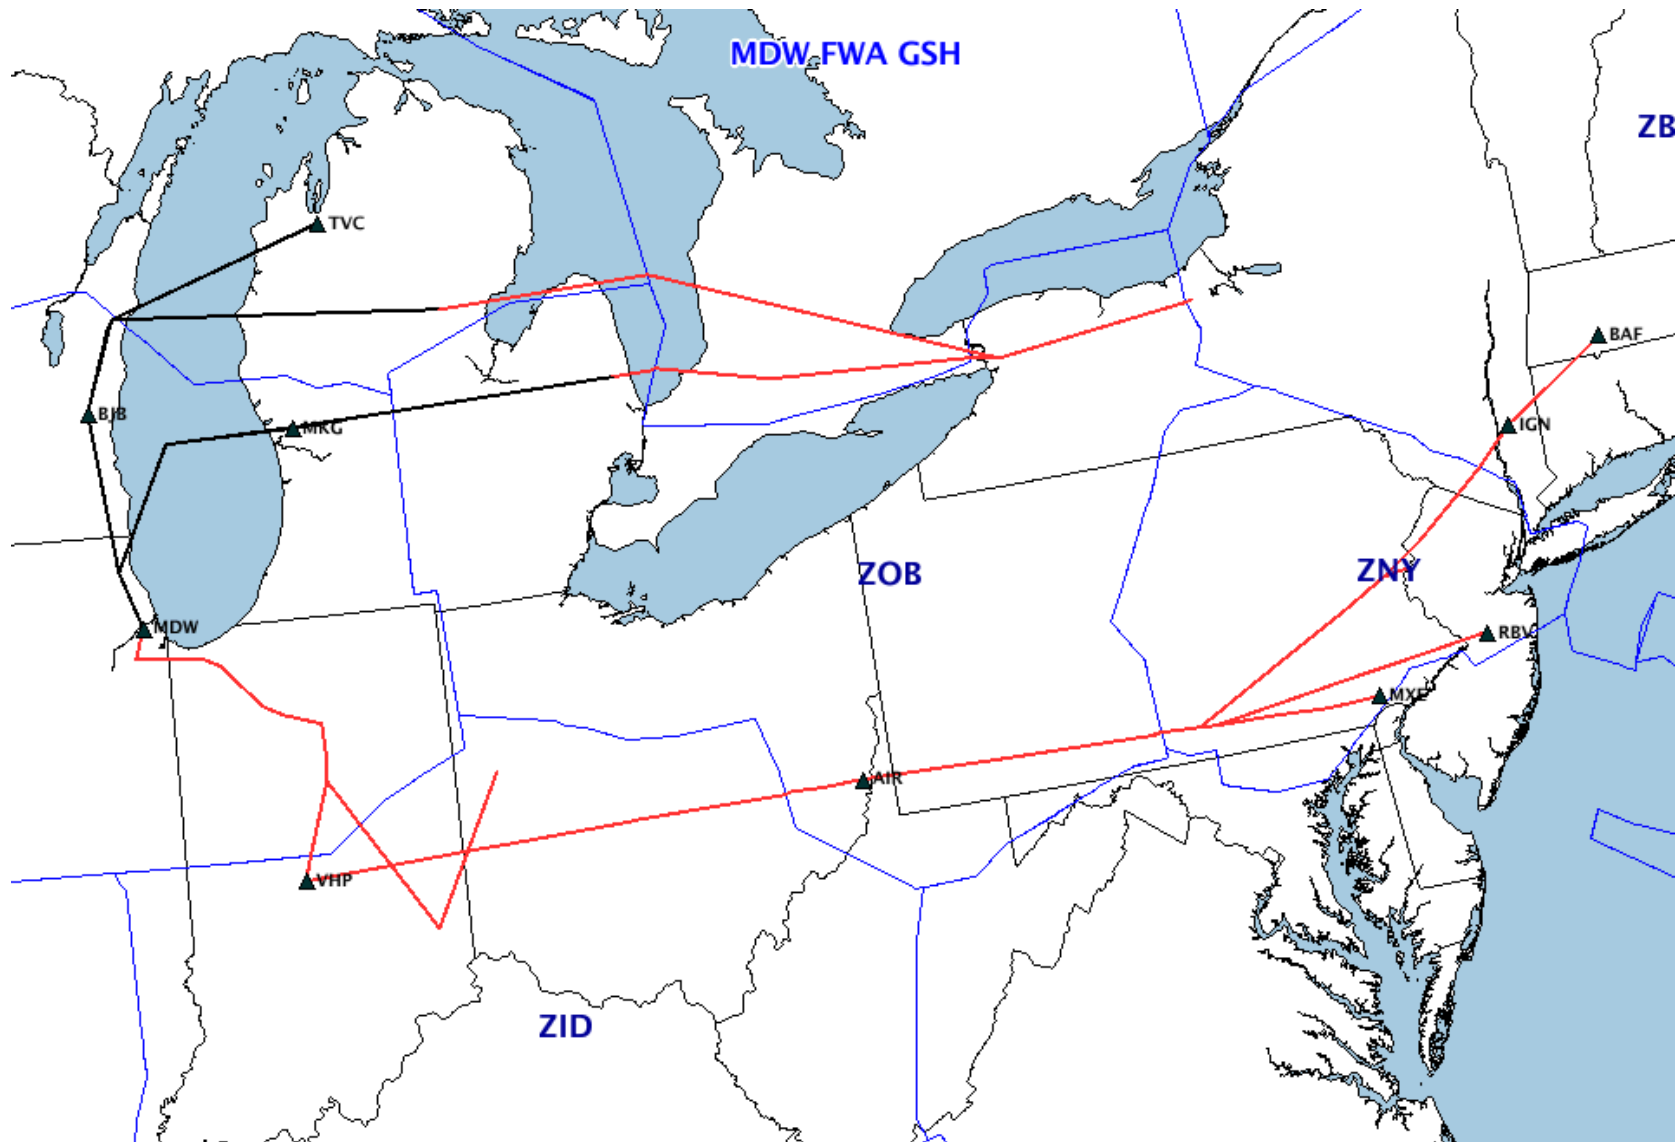 MDW FWA GSH
ZB
TVC
BAF
BJB
MKG
IGN
ZOB
ZNY
MDW
RBV
MXE
AIR
VHP
ZID